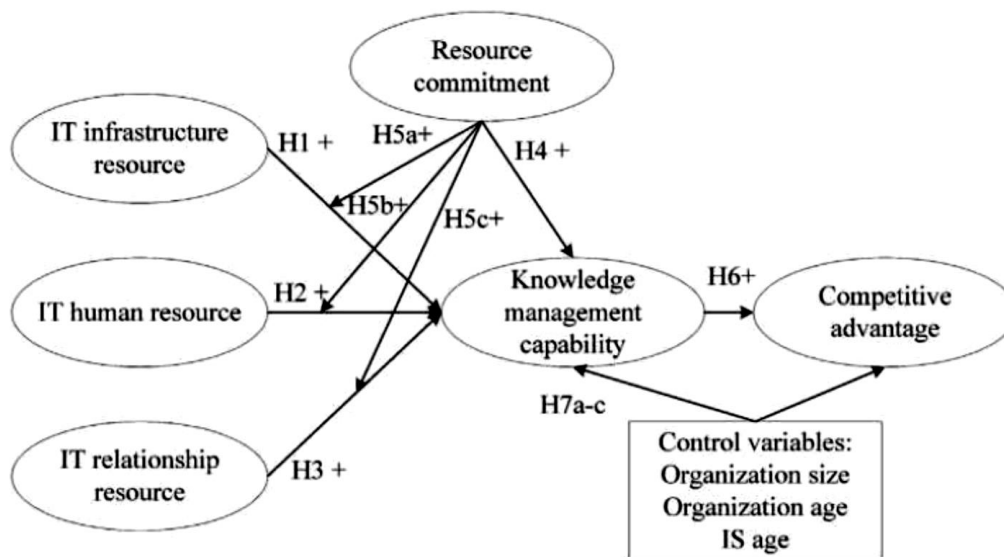 Resource
commitment
IT infrastructure
resource
H1 +
H5a+
H4 +
H5b+
H5c+
IT human resource
H2 +
Knowledge
management
capability
H6+
Competitive
advantage
H7a-c
IT relationship
resource
H3 +
Control variables:
Organization size
Organization age
IS age